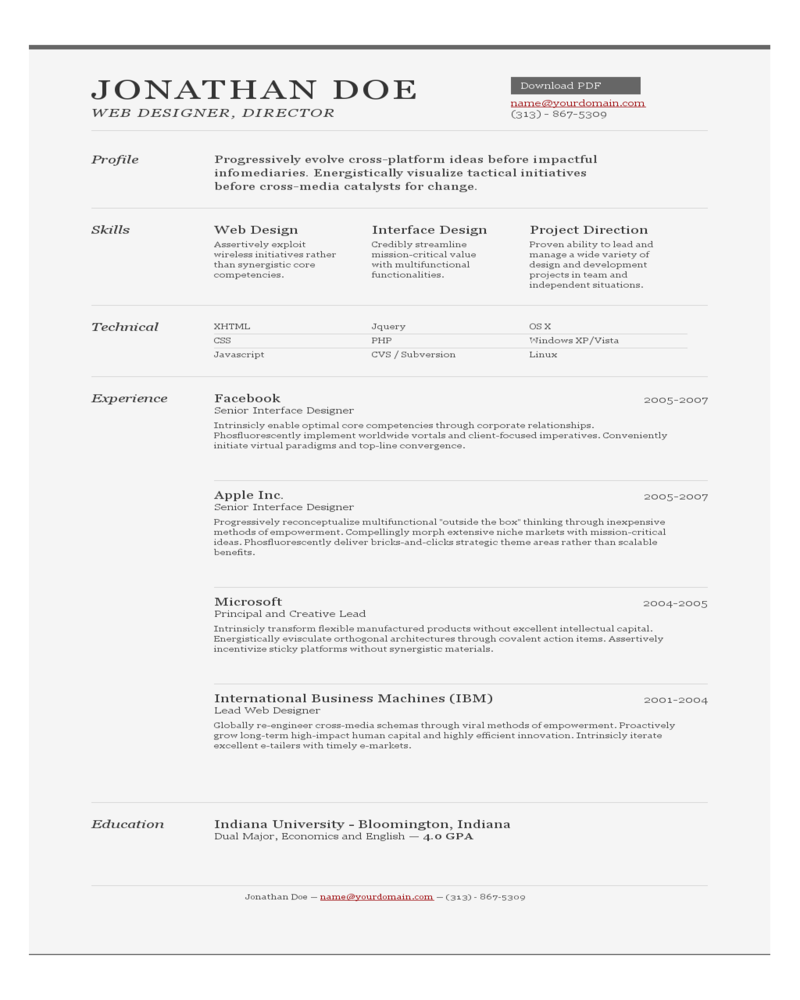 JONATHAN DOE
WEB DESIGNER, DIRECTOR
Download PDF
name@yourdomain.com
(313) - 867-5309
Profile
Progressively evolve cross-platform ideas before impactful
infomediaries. Energistically visualize tactical initiatives
before cross-media catalysts for change.
Skills
Web Design
Assertively exploit
wireless initiatives rather
than synergistic core
competencies.
Interface Design
Credibly streamline
mission-critical value
with multifunctional
functionalities.
Project Direction
Proven ability to lead and
manage a wide variety of
design and development
projects in team and
independent situations.
Technical
XHTML Jquery OS X
CSS PHP Windows XP/Vista
Javascript CVS / Subversion Linux
Experience
Facebook 2005-2007
Senior Interface Designer
Intrinsicly enable optimal core competencies through corporate relationships.
Phosfluorescently implement worldwide vortals and client-focused imperatives. Conveniently
initiate virtual paradigms and top-line convergence.
Apple Inc. 2005-2007
Senior Interface Designer
Progressively reconceptualize multifunctional "outside the box" thinking through inexpensive
methods of empowerment. Compellingly morph extensive niche markets with mission-critical
ideas. Phosfluorescently deliver bricks-and-clicks strategic theme areas rather than scalable
benefits.
Microsoft 2004-2005
Principal and Creative Lead
Intrinsicly transform flexible manufactured products without excellent intellectual capital.
Energistically evisculate orthogonal architectures through covalent action items. Assertively
incentivize sticky platforms without synergistic materials.
International Business Machines (IBM) 2001-2004
Lead Web Designer
Globally re-engineer cross-media schemas through viral methods of empowerment. Proactively
grow long-term high-impact human capital and highly efficient innovation. Intrinsicly iterate
excellent e-tailers with timely e-markets.
Education
Indiana University - Bloomington, Indiana
Dual Major, Economics and English — 4.0 GPA
Jonathan Doe — name@yourdomain.com — (313) - 867-5309